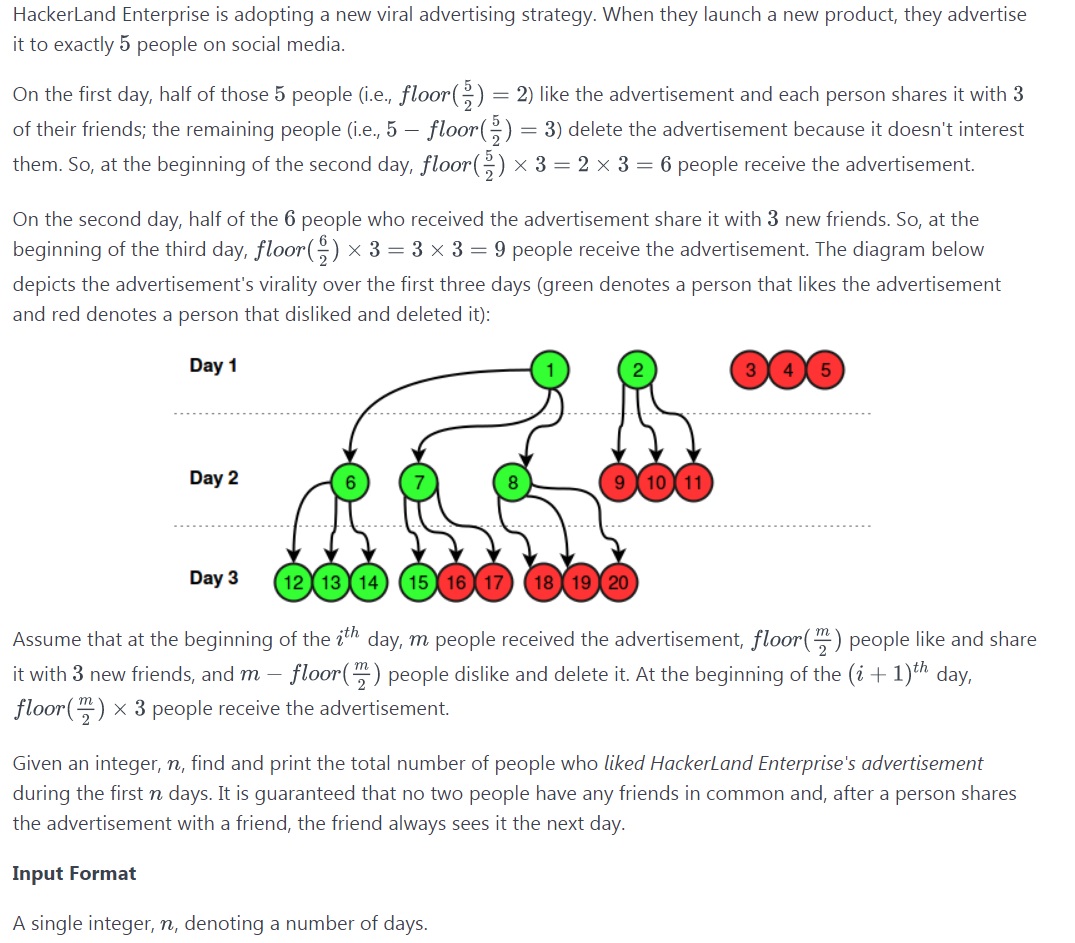 HackerLand Enterprise is adopting a new viral advertising strategy. When they launch a new product, they advertise
it to exactly 5 people on social media.
On the first day, half of those 5 people (i.e., floor(5/2) = 2) like the advertisement and each person shares it with 3
of their friends; the remaining people (i.e., 5 − floor(5/2) = 3) delete the advertisement because it doesn't interest
them. So, at the beginning of the second day, floor(5/2) × 3 = 2 × 3 = 6 people receive the advertisement.
On the second day, half of the 6 people who received the advertisement share it with 3 new friends. So, at the
beginning of the third day, floor(6/2) × 3 = 3 × 3 = 9 people receive the advertisement. The diagram below
depicts the advertisement's virality over the first three days (green denotes a person that likes the advertisement
and red denotes a person that disliked and deleted it):
Day 1 1 2 3 4 5
Day 2 6 7 8 9 10 11
Day 3 12 13 14 15 16 17 18 19 20
Assume that at the beginning of the i^th day, m people received the advertisement, floor(m/2) people like and share
it with 3 new friends, and m − floor(m/2) people dislike and delete it. At the beginning of the (i + 1)^th day,
floor(m/2) × 3 people receive the advertisement.
Given an integer, n, find and print the total number of people who liked HackerLand Enterprise's advertisement
during the first n days. It is guaranteed that no two people have any friends in common and, after a person shares
the advertisement with a friend, the friend always sees it the next day.
Input Format
A single integer, n, denoting a number of days.